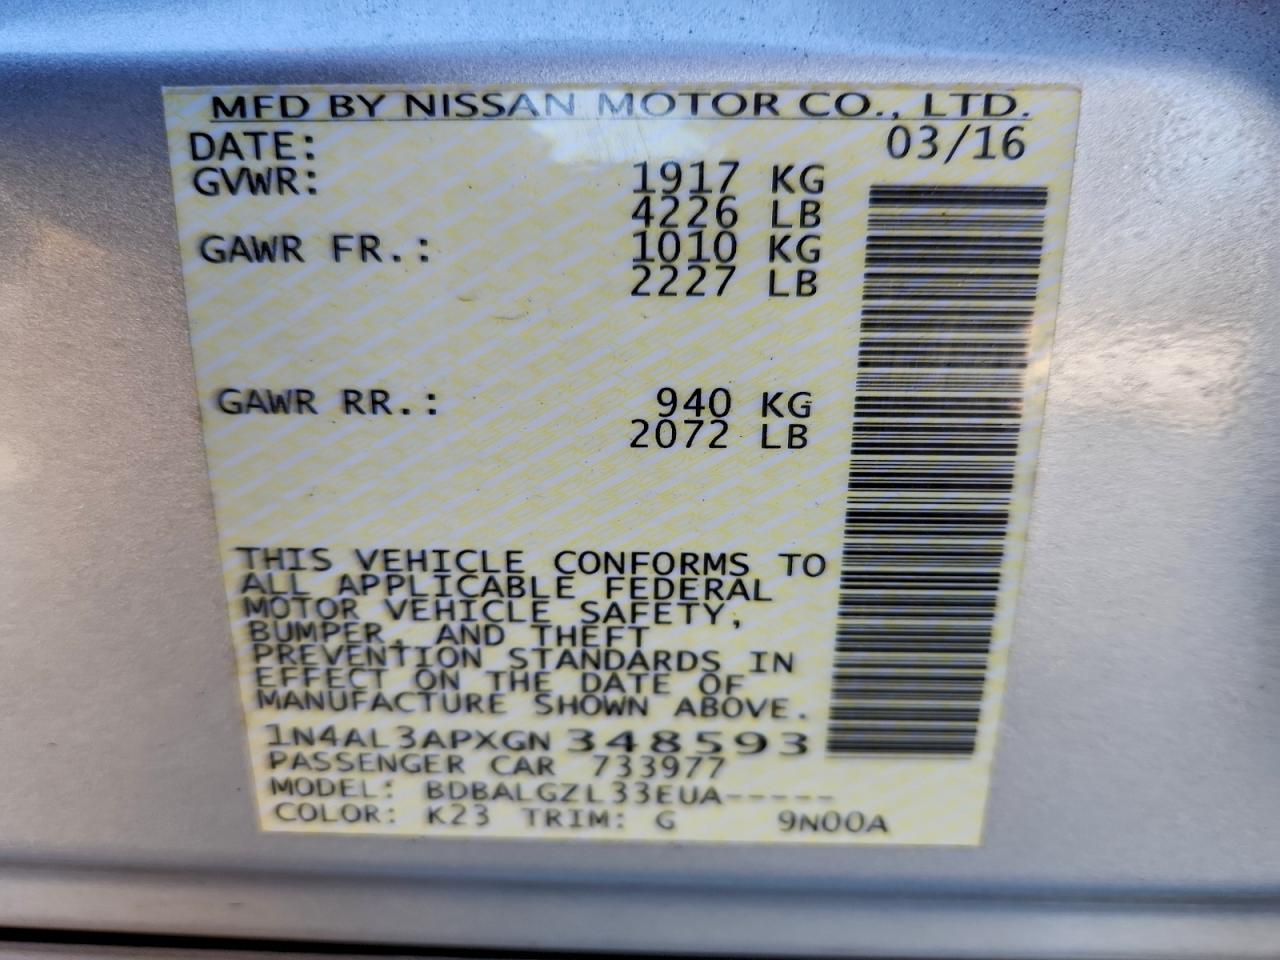 MFD BY NISSAN MOTOR CO., LTD.
DATE: 03/16
GVWR: 1917 KG
4226 LB
GAWR FR.: 1010 KG
2227 LB
GAWR RR.: 940 KG
2072 LB
THIS VEHICLE CONFORMS TO
ALL APPLICABLE FEDERAL
MOTOR VEHICLE SAFETY,
BUMPER, AND THEFT
PREVENTION STANDARDS IN
EFFECT ON THE DATE OF
MANUFACTURE SHOWN ABOVE.
1N4AL3APXGN 348593
PASSENGER CAR 733977
MODEL: BDBALGZL33EUA-----
COLOR: K23 TRIM: G 9N00A